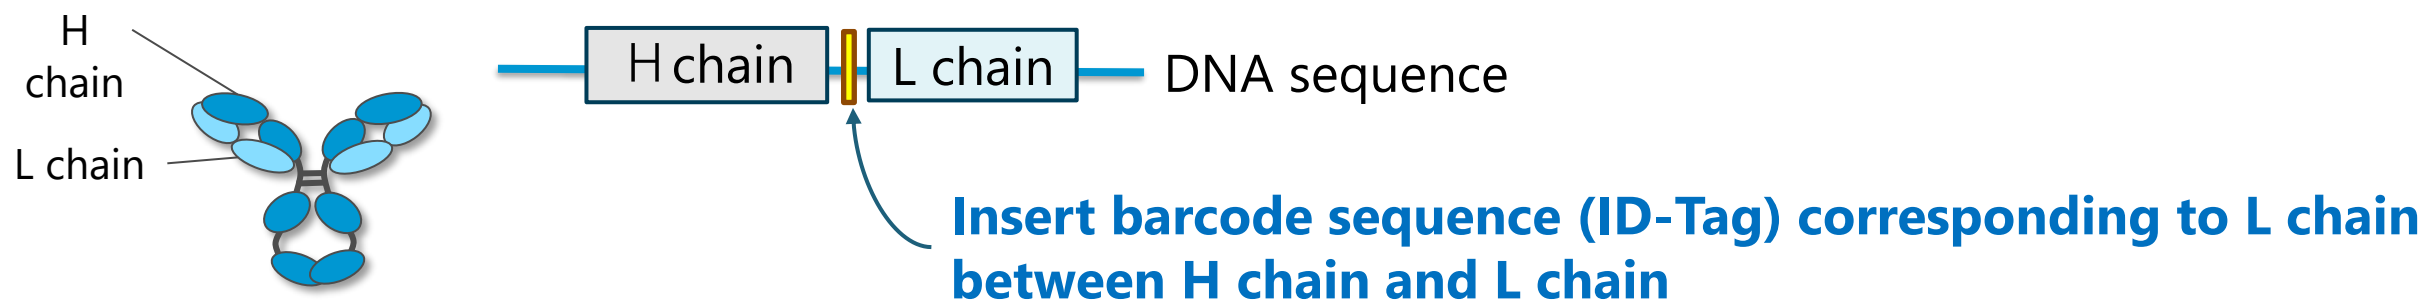 H
chain
L chain
H chain
L chain
DNA sequence
Insert barcode sequence (ID-Tag) corresponding to L chain
between H chain and L chain